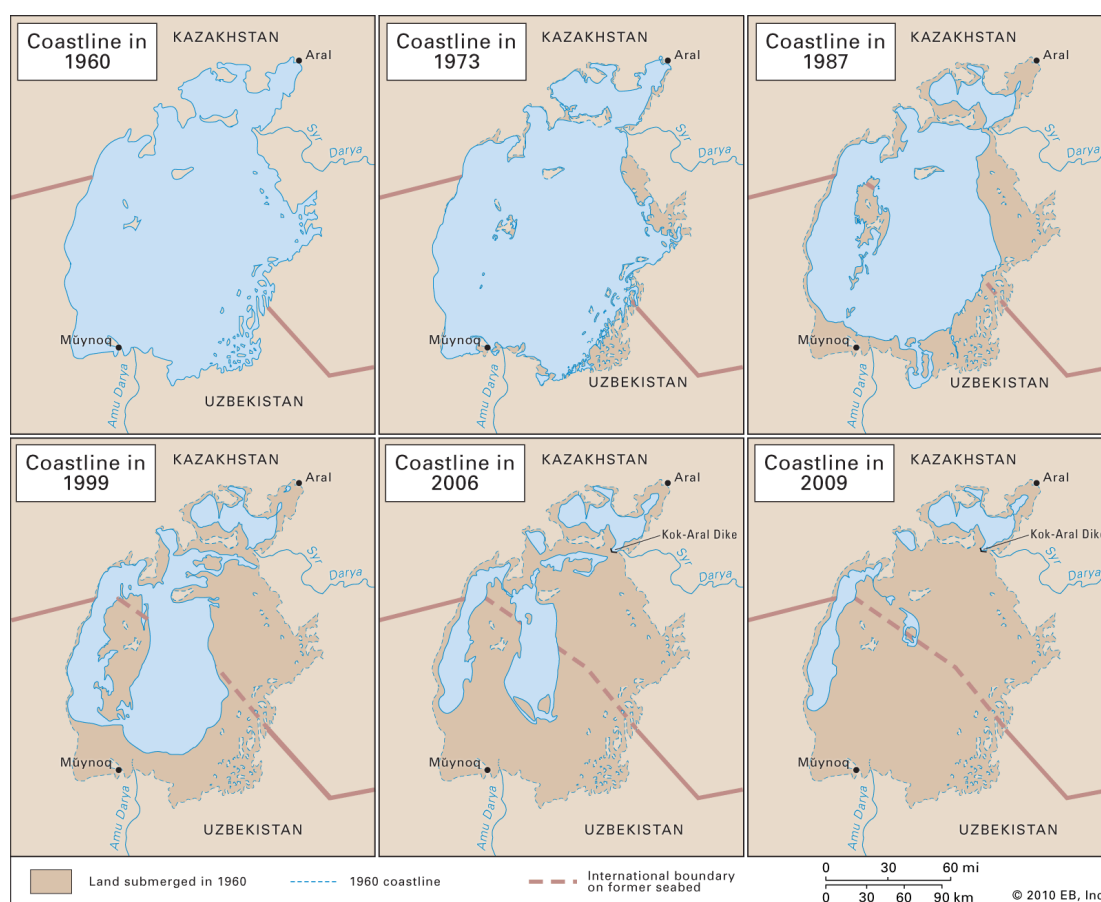 Coastline in
1960
KAZAKHSTAN
Aral
Syr
Darya
Mŭynoq
Amu Darya
UZBEKISTAN
Coastline in
1973
KAZAKHSTAN
Aral
Syr
Darya
Mŭynoq
Amu Darya
UZBEKISTAN
Coastline in
1987
KAZAKHSTAN
Aral
Syr
Darya
Mŭynoq
Amu Darya
UZBEKISTAN
Coastline in
1999
KAZAKHSTAN
Aral
Syr
Darya
Mŭynoq
Amu Darya
UZBEKISTAN
Coastline in
2006
KAZAKHSTAN
Aral
Kok-Aral Dike
Syr
Darya
Mŭynoq
Amu Darya
UZBEKISTAN
Coastline in
2009
KAZAKHSTAN
Aral
Kok-Aral Dike
Syr
Darya
Mŭynoq
Amu Darya
UZBEKISTAN
Land submerged in 1960
1960 coastline
International boundary
on former seabed
0 30 60 mi
0 30 60 90 km
© 2010 EB, Inc